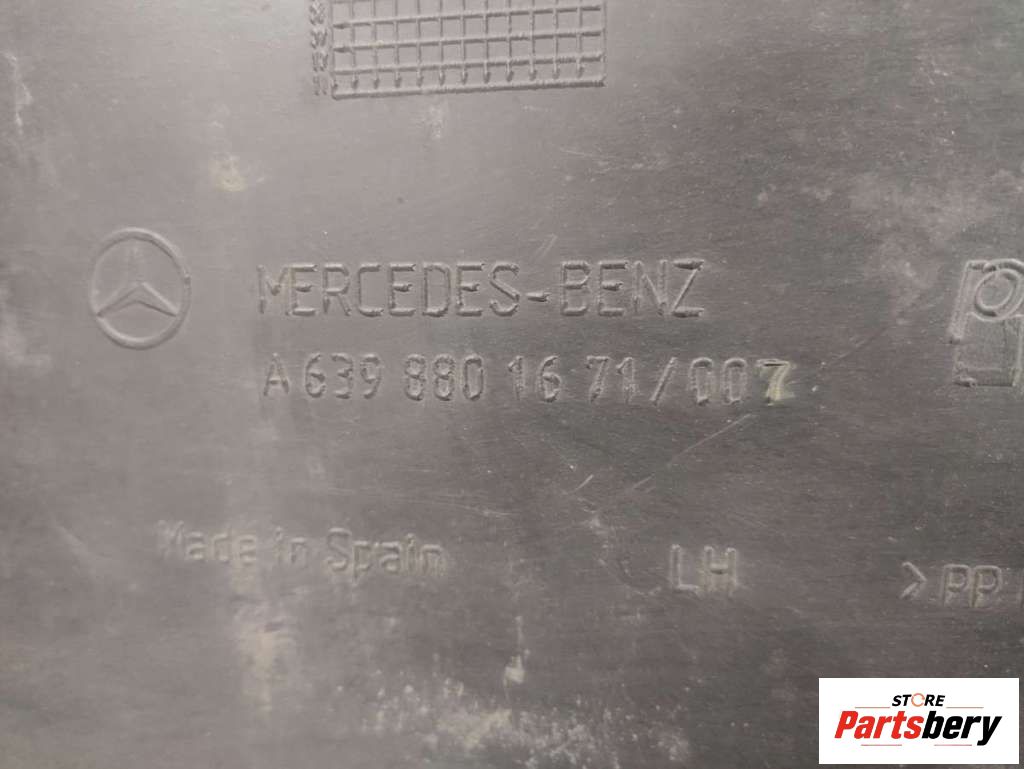 MERCEDES-BENZ
A 639 880 16 71/007
Made in Spain
LH
>PP
STORE
Partsbery